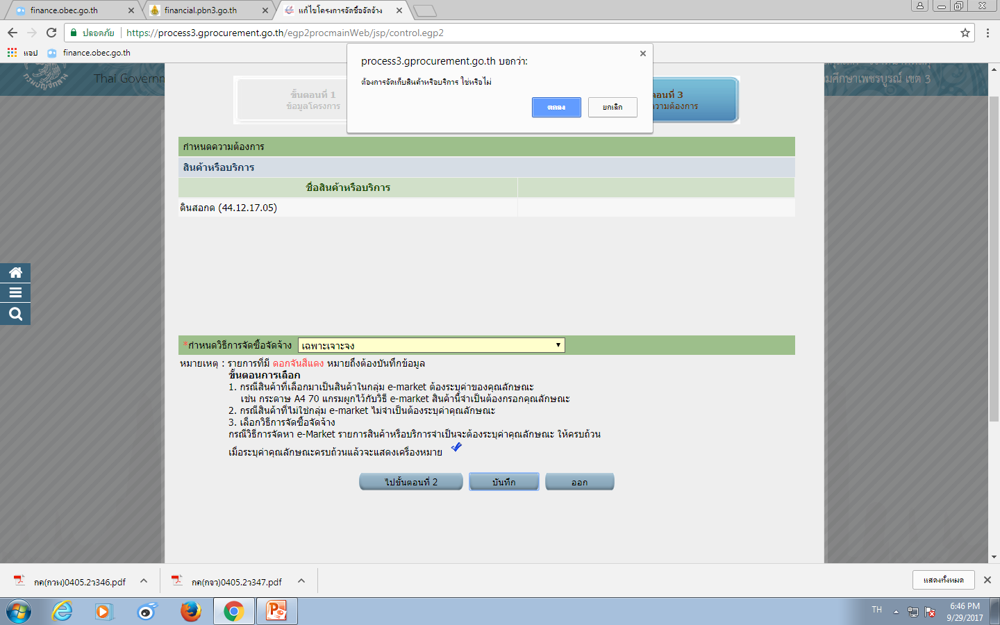 finance.obec.go.th
financial.pbn3.go.th
แก้ไขโครงการจัดซื้อจัดจ้าง
ปลอดภัย
https://process3.gprocurement.go.th/egp2procmainWeb/jsp/control.egp2
แอป
finance.obec.go.th
กรมบัญชีกลาง
Thai Governm
process3.gprocurement.go.th บอกว่า:
ต้องการจัดเก็บสินค้าหรือบริการ ใช่หรือไม่
ตกลง
ยกเลิก
มศึกษาเพชรบูรณ์ เขต 3
ขั้นตอนที่ 1
ข้อมูลโครงการ
ตอนที่ 3
ความต้องการ
กำหนดความต้องการ
สินค้าหรือบริการ
ชื่อสินค้าหรือบริการ
ดินสอกด (44.12.17.05)
*กำหนดวิธีการจัดซื้อจัดจ้าง
เฉพาะเจาะจง
หมายเหตุ : รายการที่มี ดอกจันสีแดง หมายถึงต้องบันทึกข้อมูล
ขั้นตอนการเลือก
1. กรณีสินค้าที่เลือกมาเป็นสินค้าในกลุ่ม e-market ต้องระบุค่าของคุณลักษณะ
เช่น กระดาษ A4 70 แกรมผูกไว้กับวิธี e-market สินค้านี้จำเป็นต้องกรอกคุณลักษณะ
2. กรณีสินค้าที่ไม่ใช่กลุ่ม e-market ไม่จำเป็นต้องระบุค่าคุณลักษณะ
3. เลือกวิธีการจัดซื้อจัดจ้าง
กรณีวิธีการจัดหา e-Market รายการสินค้าหรือบริการจำเป็นจะต้องระบุค่าคุณลักษณะ ให้ครบถ้วน
เมื่อระบุค่าคุณลักษณะครบถ้วนแล้วจะแสดงเครื่องหมาย
ไปขั้นตอนที่ 2
บันทึก
ออก
กค(กวพ)0405.2ว346.pdf
กค(กจว)0405.2ว347.pdf
แสดงทั้งหมด
TH
6:46 PM
9/29/2017